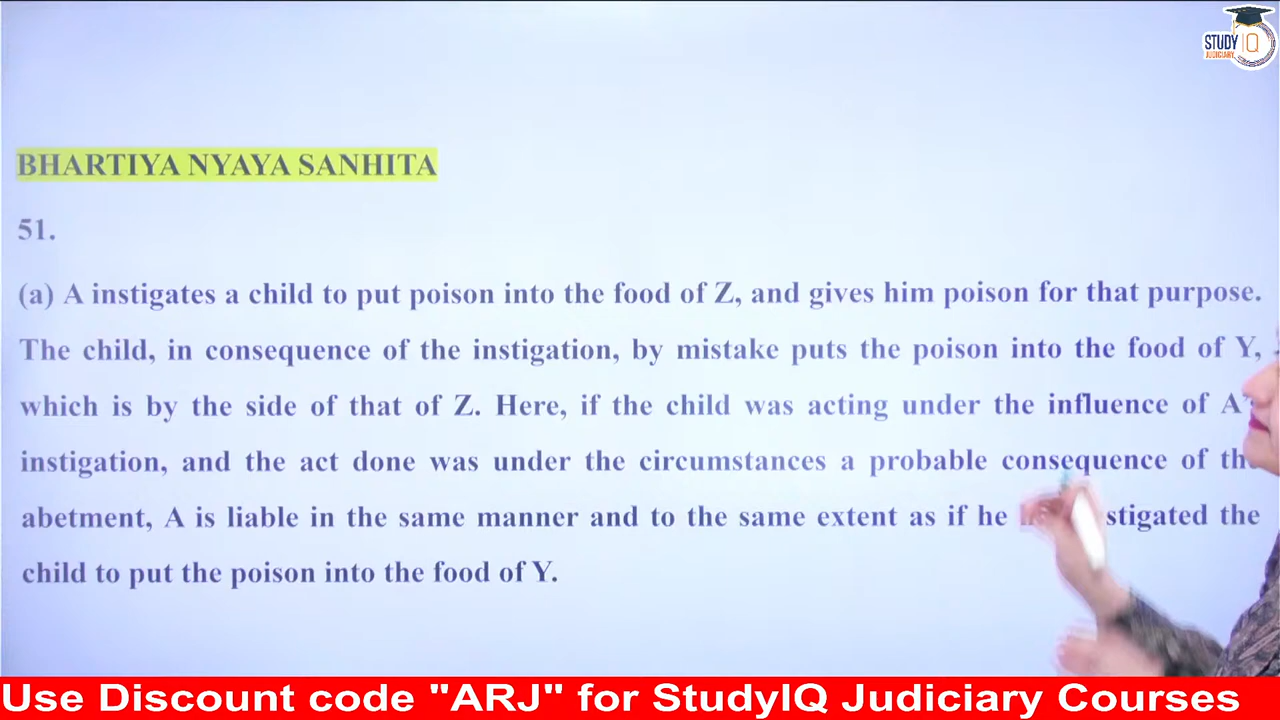 STUDY IQ
JUDICIARY
BHARTIYA NYAYA SANHITA
51.
(a) A instigates a child to put poison into the food of Z, and gives him poison for that purpose.
The child, in consequence of the instigation, by mistake puts the poison into the food of Y,
which is by the side of that of Z. Here, if the child was acting under the influence of
instigation, and the act done was under the circumstances a probable consequence of
abetment, A is liable in the same manner and to the same extent as if he the
child to put the poison into the food of Y.
Use Discount code "ARJ" for StudyIQ Judiciary Courses